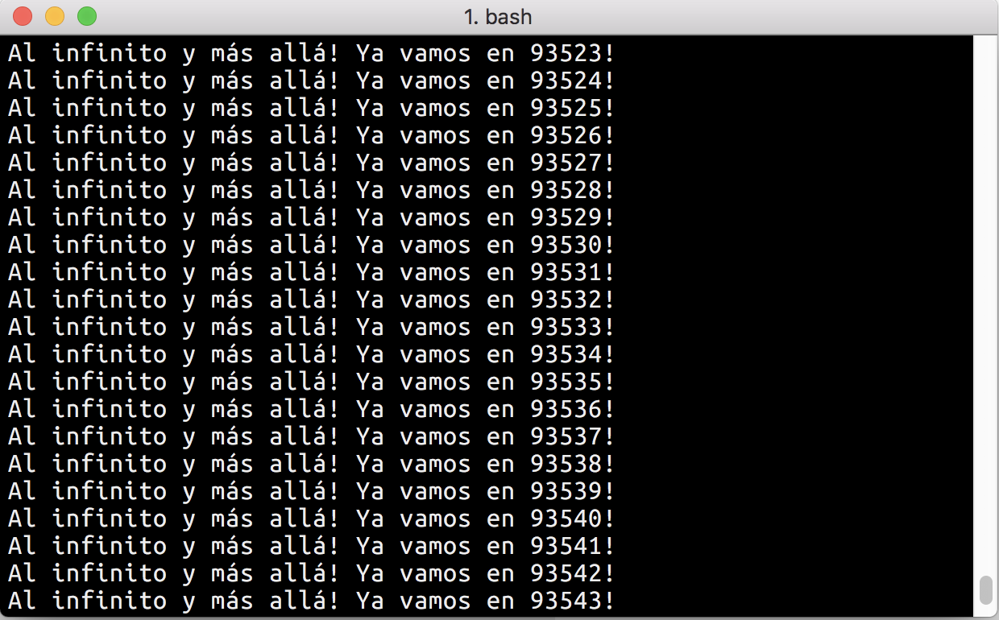 1. bash
Al infinito y más allá! Ya vamos en 93523!
Al infinito y más allá! Ya vamos en 93524!
Al infinito y más allá! Ya vamos en 93525!
Al infinito y más allá! Ya vamos en 93526!
Al infinito y más allá! Ya vamos en 93527!
Al infinito y más allá! Ya vamos en 93528!
Al infinito y más allá! Ya vamos en 93529!
Al infinito y más allá! Ya vamos en 93530!
Al infinito y más allá! Ya vamos en 93531!
Al infinito y más allá! Ya vamos en 93532!
Al infinito y más allá! Ya vamos en 93533!
Al infinito y más allá! Ya vamos en 93534!
Al infinito y más allá! Ya vamos en 93535!
Al infinito y más allá! Ya vamos en 93536!
Al infinito y más allá! Ya vamos en 93537!
Al infinito y más allá! Ya vamos en 93538!
Al infinito y más allá! Ya vamos en 93539!
Al infinito y más allá! Ya vamos en 93540!
Al infinito y más allá! Ya vamos en 93541!
Al infinito y más allá! Ya vamos en 93542!
Al infinito y más allá! Ya vamos en 93543!